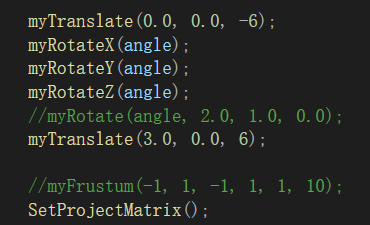 myTranslate(0.0, 0.0, -6);
myRotateX(angle);
myRotateY(angle);
myRotateZ(angle);
//myRotate(angle, 2.0, 1.0, 0.0);
myTranslate(3.0, 0.0, 6);
//myFrustum(-1, 1, -1, 1, 1, 10);
SetProjectMatrix();